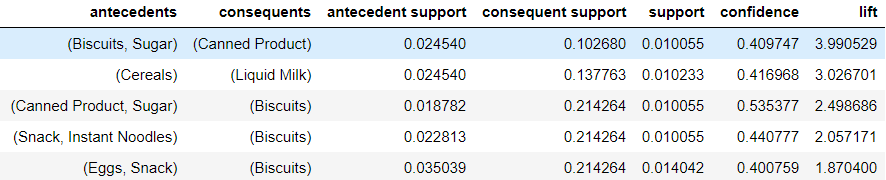 antecedents consequents antecedent support consequent support support confidence lift
(Biscuits, Sugar) (Canned Product) 0.024540 0.102680 0.010055 0.409747 3.990529
(Cereals) (Liquid Milk) 0.024540 0.137763 0.010233 0.416968 3.026701
(Canned Product, Sugar) (Biscuits) 0.018782 0.214264 0.010055 0.535377 2.498686
(Snack, Instant Noodles) (Biscuits) 0.022813 0.214264 0.010055 0.440777 2.057171
(Eggs, Snack) (Biscuits) 0.035039 0.214264 0.014042 0.400759 1.870400